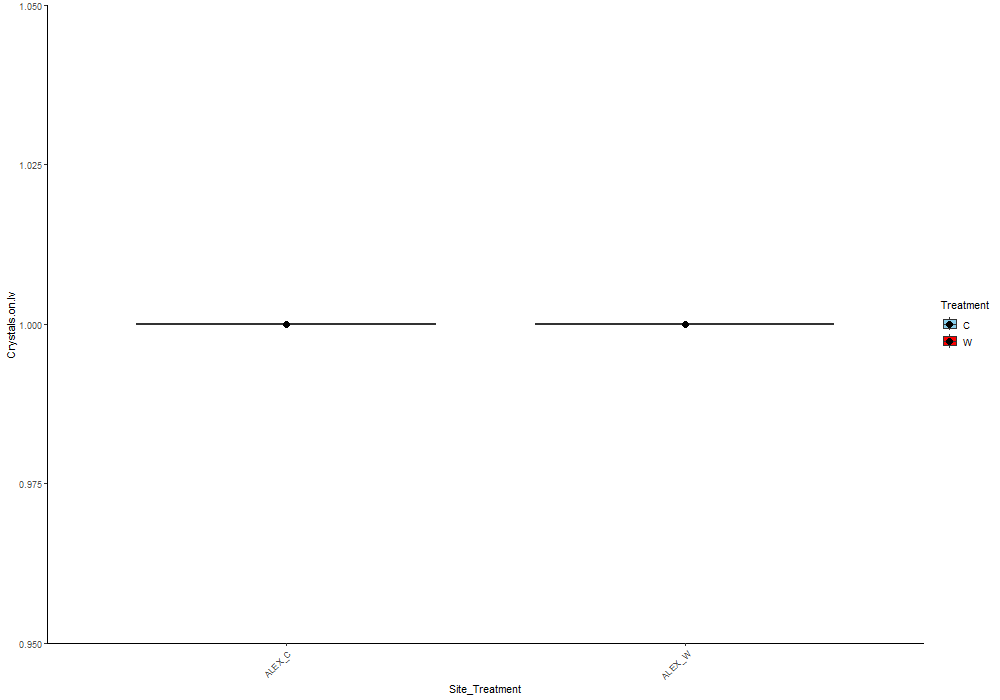 1.050
1.025
1.000
0.975
0.950
Crystals.on.lv
ALEX_C
ALEX_W
Site_Treatment
Treatment
C
W